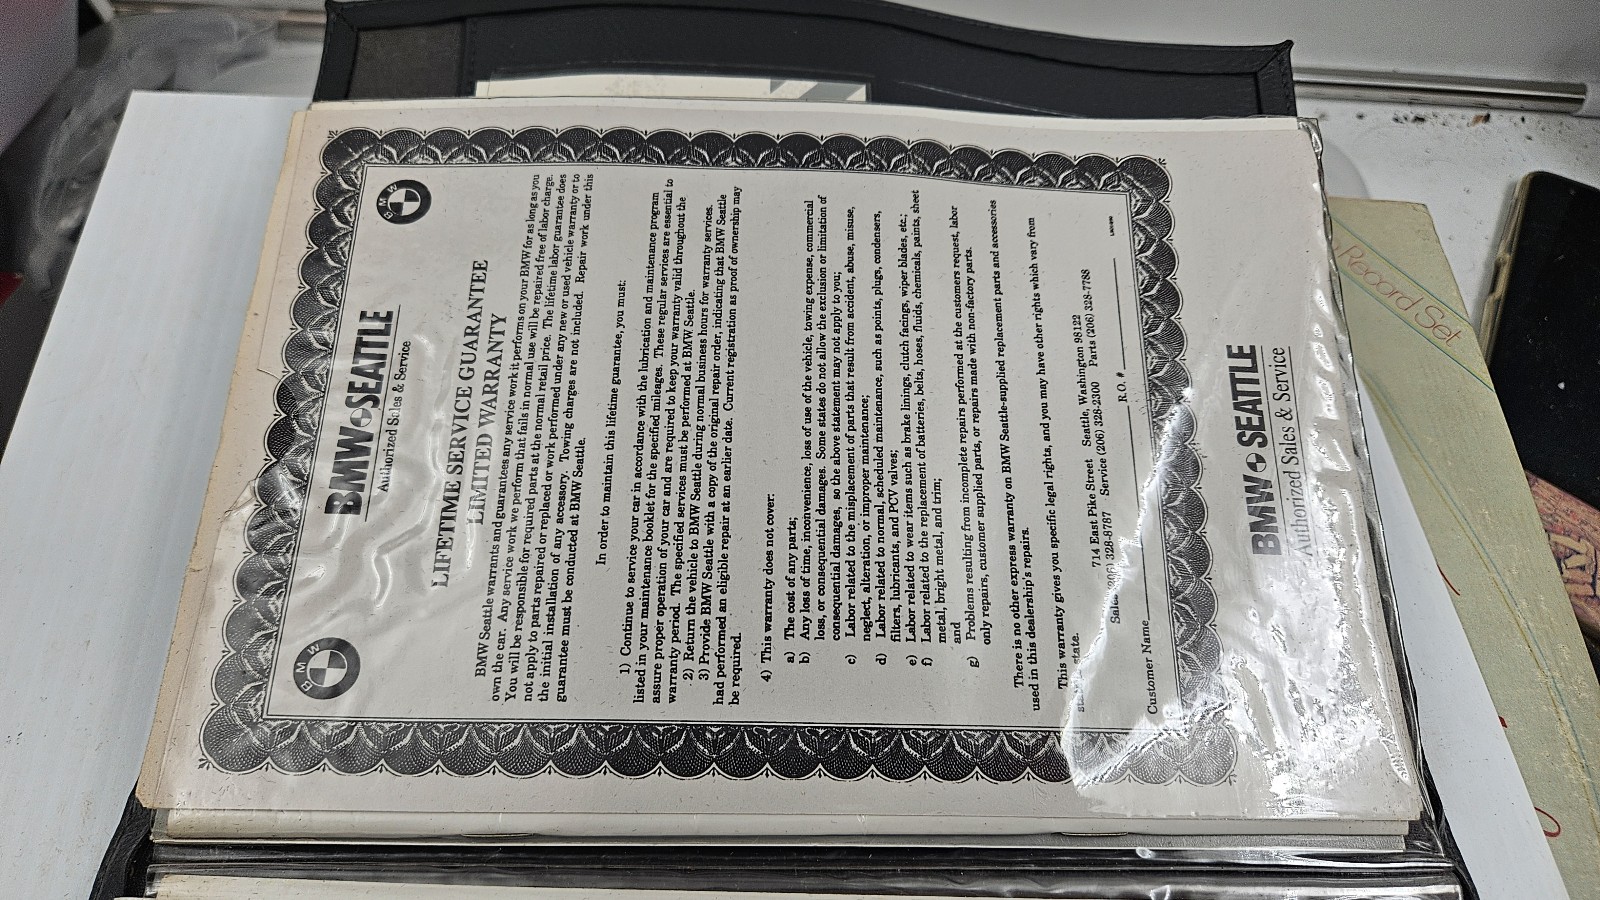 BMW
BMW
BMW SEATTLE
Authorized Sales & Service
LIFETIME SERVICE GUARANTEE
LIMITED WARRANTY
BMW Seattle warrants and guarantees any service work it performs on your BMW for as long as you
own the car. Any service work we perform that fails in normal use will be repaired free of labor charge.
You will be responsible for required parts at the normal retail price. The lifetime labor guarantee does
not apply to parts repaired or replaced or work performed under any new or used vehicle warranty or to
the initial installation of any accessory. Towing charges are not included. Repair work under this
guarantee must be conducted at BMW Seattle.
In order to maintain this lifetime guarantee, you must:
1) Continue to service your car in accordance with the lubrication and maintenance program
listed in your maintenance booklet for the specified mileages. These regular services are essential to
assure proper operation of your car and are required to keep your warranty valid throughout the
warranty period. The specified services must be performed at BMW Seattle.
2) Return the vehicle to BMW Seattle during normal business hours for warranty services.
3) Provide BMW Seattle with a copy of the original repair order, indicating that BMW Seattle
had performed an eligible repair at an earlier date. Current registration as proof of ownership may
be required.
4) This warranty does not cover:
a) The cost of any parts;
b) Any loss of time, inconvenience, loss of use of the vehicle, towing expense, commercial
loss, or consequential damages. Some states do not allow the exclusion or limitation of
consequential damages, so the above statement may not apply to you;
c) Labor related to the misplacement of parts that result from accident, abuse, misuse,
neglect, alteration, or improper maintenance;
d) Labor related to normal, scheduled maintenance, such as points, plugs, condensers,
filters, lubricants, and PCV valves;
e) Labor related to wear items such as brake linings, clutch facings, wiper blades, etc.;
f) Labor related to the replacement of batteries, belts, hoses, fluids, chemicals, paints, sheet
metal, bright metal, and trim;
and
g) Problems resulting from incomplete repairs performed at the customers request, labor
only repairs, customer supplied parts, or repairs made with non-factory parts.
There is no other express warranty on BMW Seattle-supplied replacement parts and accessories
used in this dealership's repairs.
This warranty gives you specific legal rights, and you may have other rights which vary from
state.
714 East Pike Street Seattle, Washington 98122
Sales (206) 328-8787 Service (206) 328-2300 Parts (206) 328-7788
Customer Name R.O. #
BMW SEATTLE
Authorized Sales & Service
Record Set